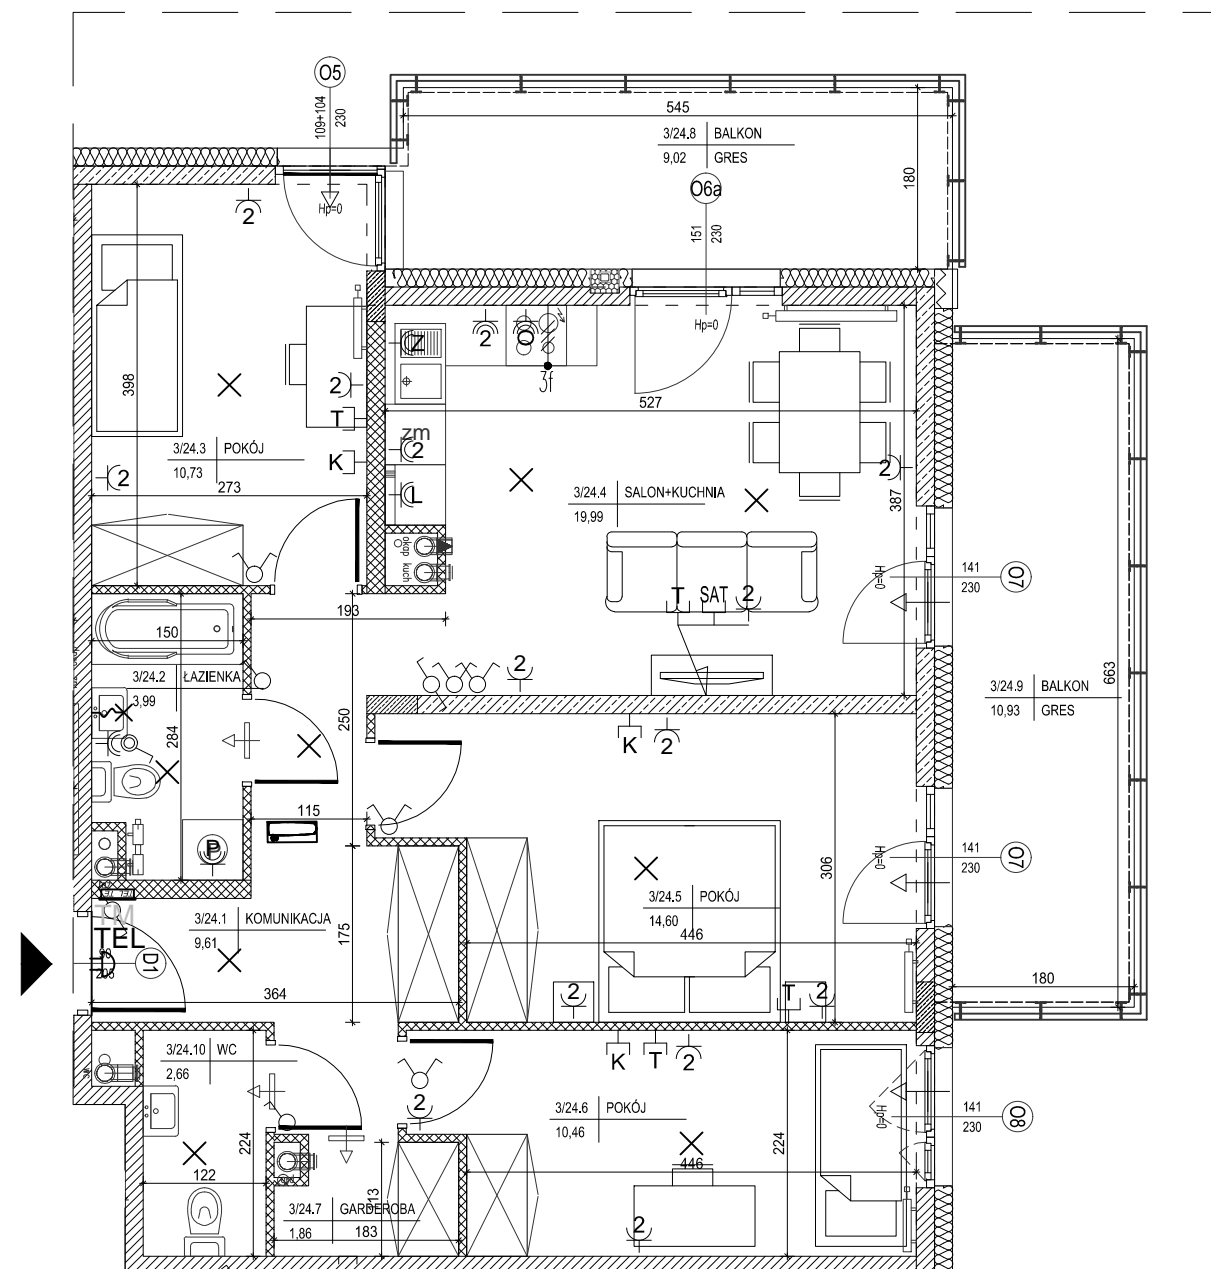 O5
109+104
230
545
3/24.8 BALKON
9,02 GRES
180
O6a
151
230
Hp=0
Hp=0
2
398
2
T
K
3/24.3 POKÓJ
10,73
2
273
Z
2
O
3f
zm
2
L
527
3/24.4 SALON+KUCHNIA
19,99
2
387
okap
kuch
T SAT 2
2
O7
141
230
Hp=0
193
150
3/24.2 ŁAZIENKA
3,99
284
250
115
P
K 2
663
3/24.9 BALKON
10,93 GRES
O7
141
230
Hp=0
306
3/24.5 POKÓJ
14,60
446
3/24.1 KOMUNIKACJA
9,61
175
TM
TEL
90
205
D1
364
2
T 2
180
3/24.10 WC
2,66
K T 2
2
3/24.6 POKÓJ
10,46
224
224
446
O8
141
230
Hp=0
122
3/24.7 GARDEROBA
1,86
183
113
2